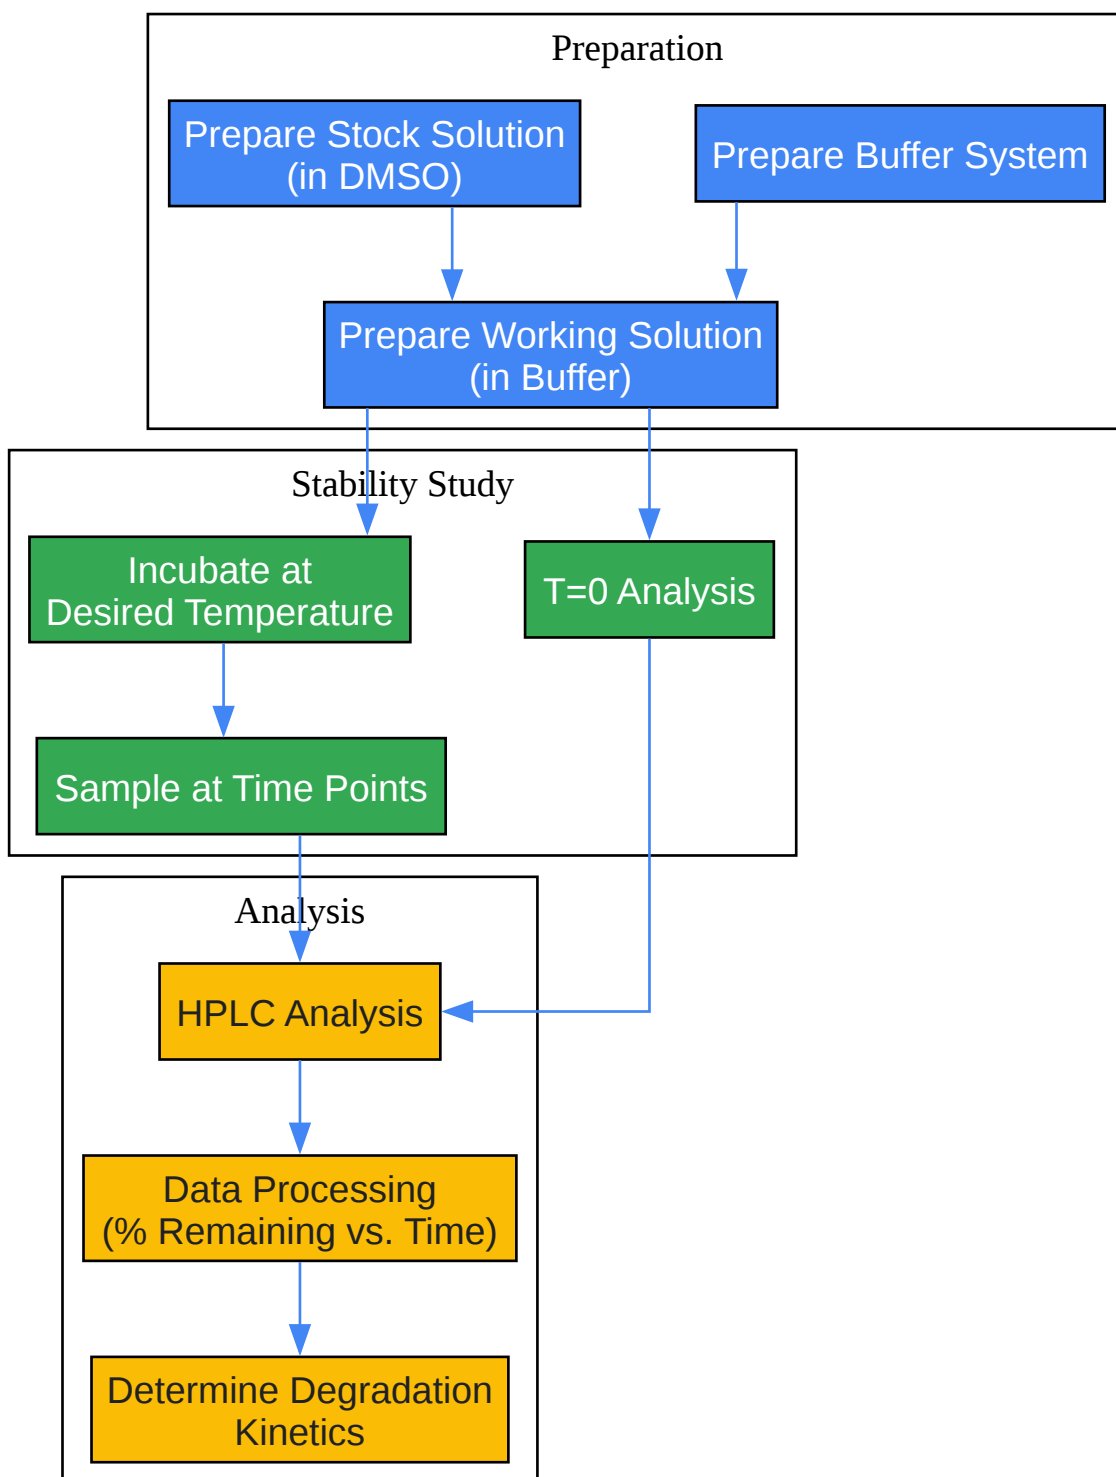 Preparation
Prepare Stock Solution
(in DMSO)
Prepare Buffer System
Prepare Working Solution
(in Buffer)
Stability Study
Incubate at
Desired Temperature
T=0 Analysis
Sample at Time Points
Analysis
HPLC Analysis
Data Processing
(% Remaining vs. Time)
Determine Degradation
Kinetics